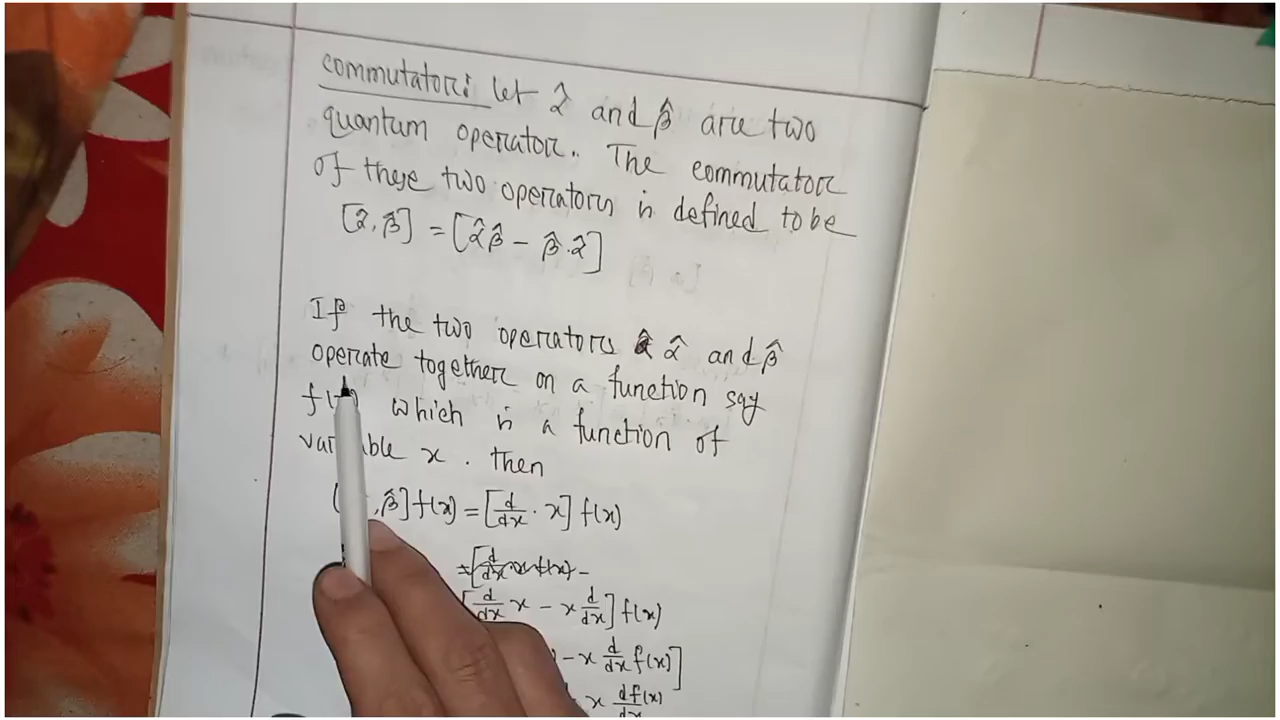 commutator: let α̂ and β̂ are two
quantum operator. The commutator
of these two operators is defined to be
[α̂, β̂] = [α̂β̂ - β̂.α̂]
If the two operators α̂ and β̂
operate together on a function say
which is a function of
x. then
, β̂] f(x) = [d/dx . x] f(x)
[d/dx x - x d/dx] f(x)
- x d/dx f(x)]
x df(x)/dx